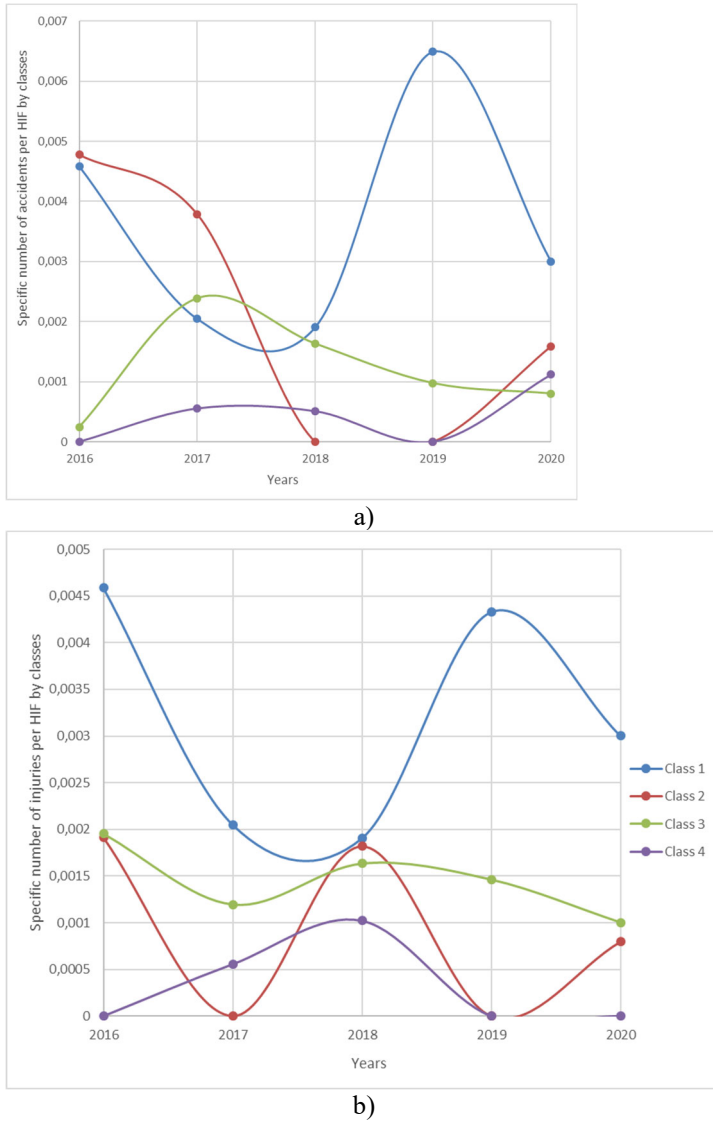 Specific number of accidents per HIF by classes
0,007
0,006
0,005
0,004
0,003
0,002
0,001
0
2016 2017 2018 2019 2020
Years
a)
Specific number of injuries per HIF by classes
0,005
0,0045
0,004
0,0035
0,003
0,0025
0,002
0,0015
0,001
0,0005
0
2016 2017 2018 2019 2020
Years
Class 1
Class 2
Class 3
Class 4
b)